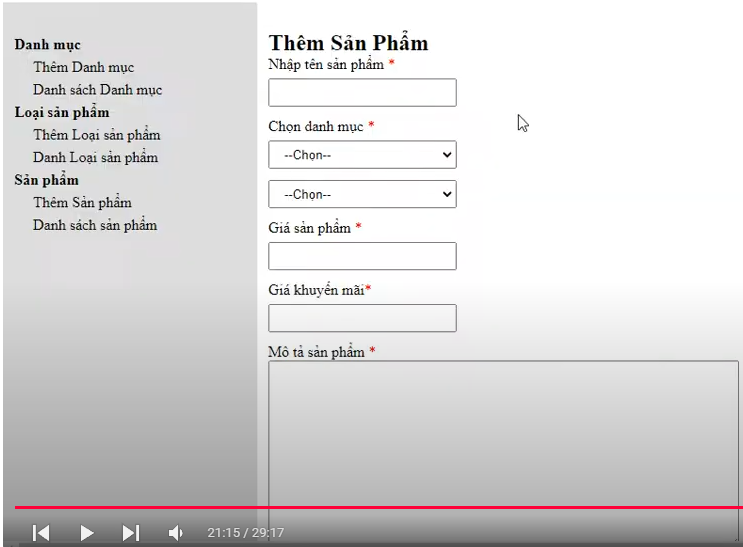 Danh mục
Thêm Danh mục
Danh sách Danh mục
Loại sản phẩm
Thêm Loại sản phẩm
Danh Loại sản phẩm
Sản phẩm
Thêm Sản phẩm
Danh sách sản phẩm
Thêm Sản Phẩm
Nhập tên sản phẩm *
Chọn danh mục *
--Chọn--
--Chọn--
Giá sản phẩm *
Giá khuyến mãi*
Mô tả sản phẩm *
21:15 / 29:17